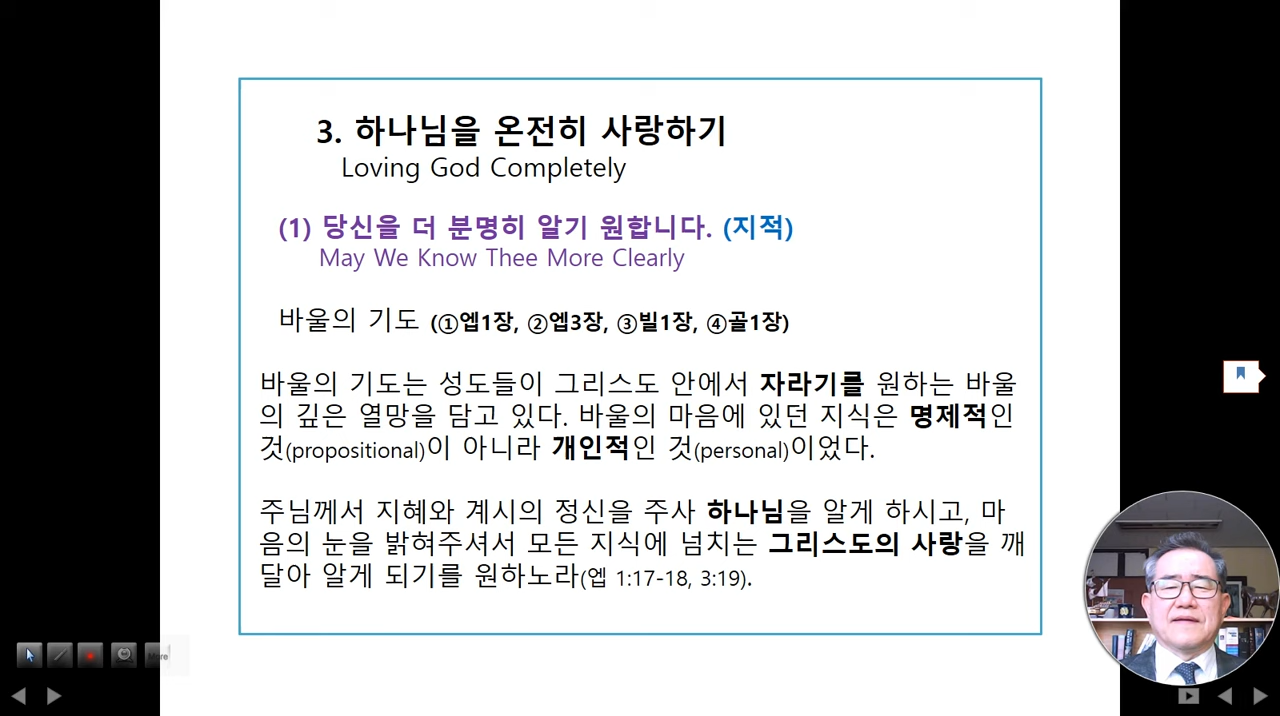 3. 하나님을 온전히 사랑하기
Loving God Completely
(1) 당신을 더 분명히 알기 원합니다. (지적)
May We Know Thee More Clearly
바울의 기도 (①엡1장, ②엡3장, ③빌1장, ④골1장)
바울의 기도는 성도들이 그리스도 안에서 자라기를 원하는 바울
의 깊은 열망을 담고 있다. 바울의 마음에 있던 지식은 명제적인
것(propositional)이 아니라 개인적인 것(personal)이었다.
주님께서 지혜와 계시의 정신을 주사 하나님을 알게 하시고, 마
음의 눈을 밝혀주셔서 모든 지식에 넘치는 그리스도의 사랑을 깨
달아 알게 되기를 원하노라(엡 1:17-18, 3:19).
More